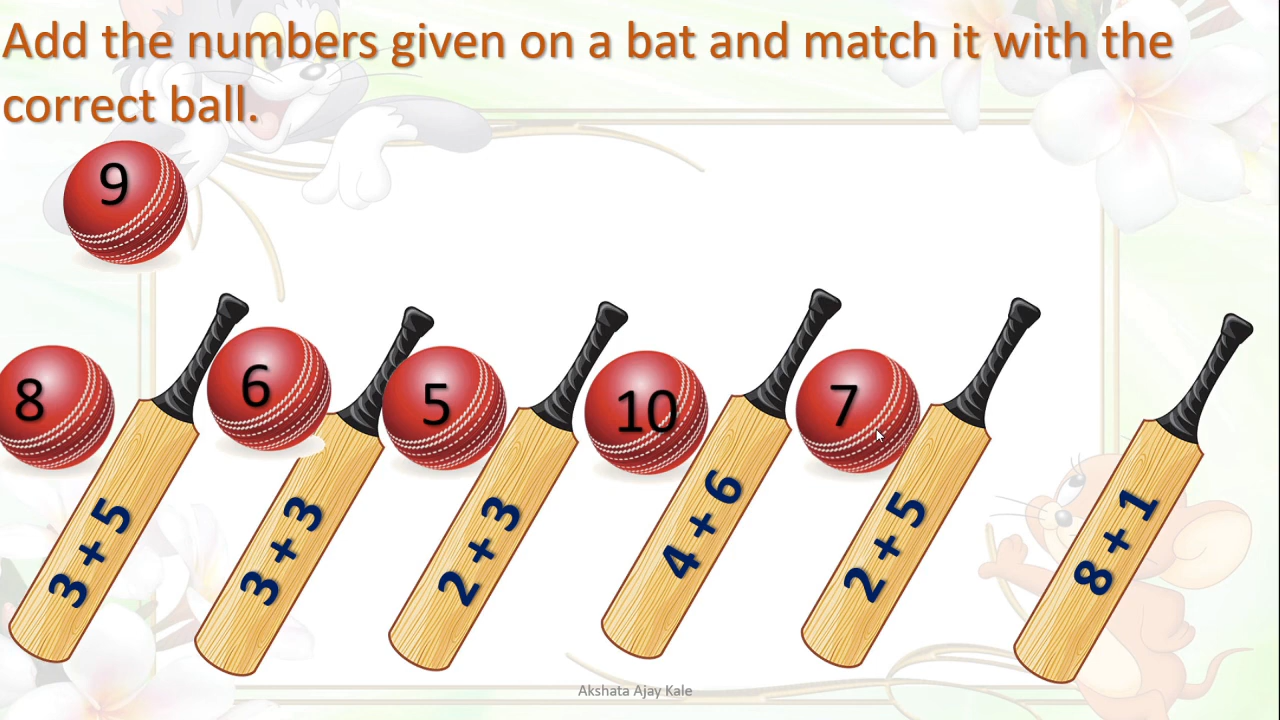 Add the numbers given on a bat and match it with the
correct ball.
9
8
6
5
10
7
3 + 5
3 + 3
2 + 3
4 + 6
2 + 5
8 + 1
Akshata Ajay Kale